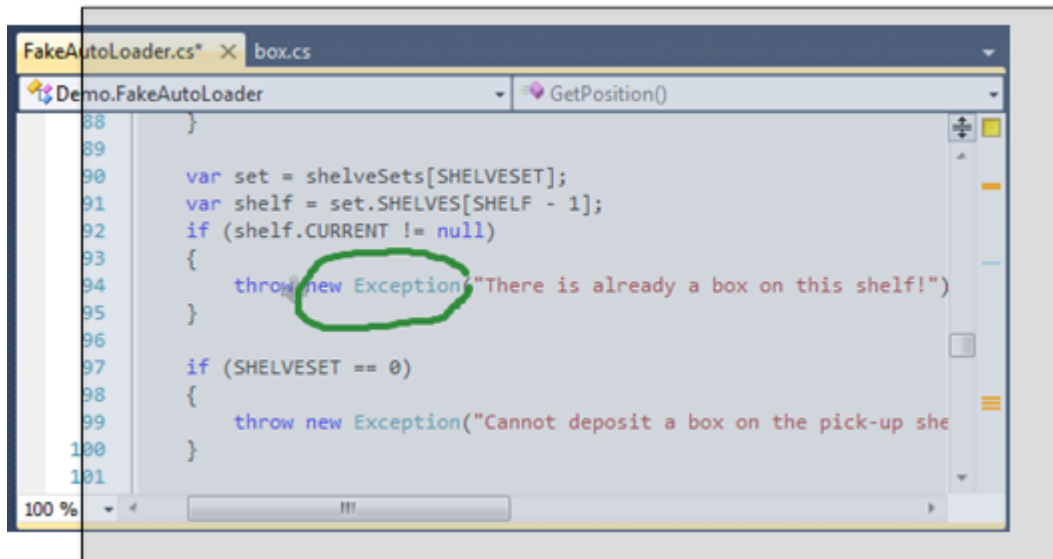 FakeAutoLoader.cs* box.cs
Demo.FakeAutoLoader GetPosition()
88 }
89
90 var set = shelveSets[SHELVESET];
91 var shelf = set.SHELVES[SHELF - 1];
92 if (shelf.CURRENT != null)
93 {
94 throw new Exception("There is already a box on this shelf!")
95 }
96
97 if (SHELVESET == 0)
98 {
99 throw new Exception("Cannot deposit a box on the pick-up she
100 }
101
100 %